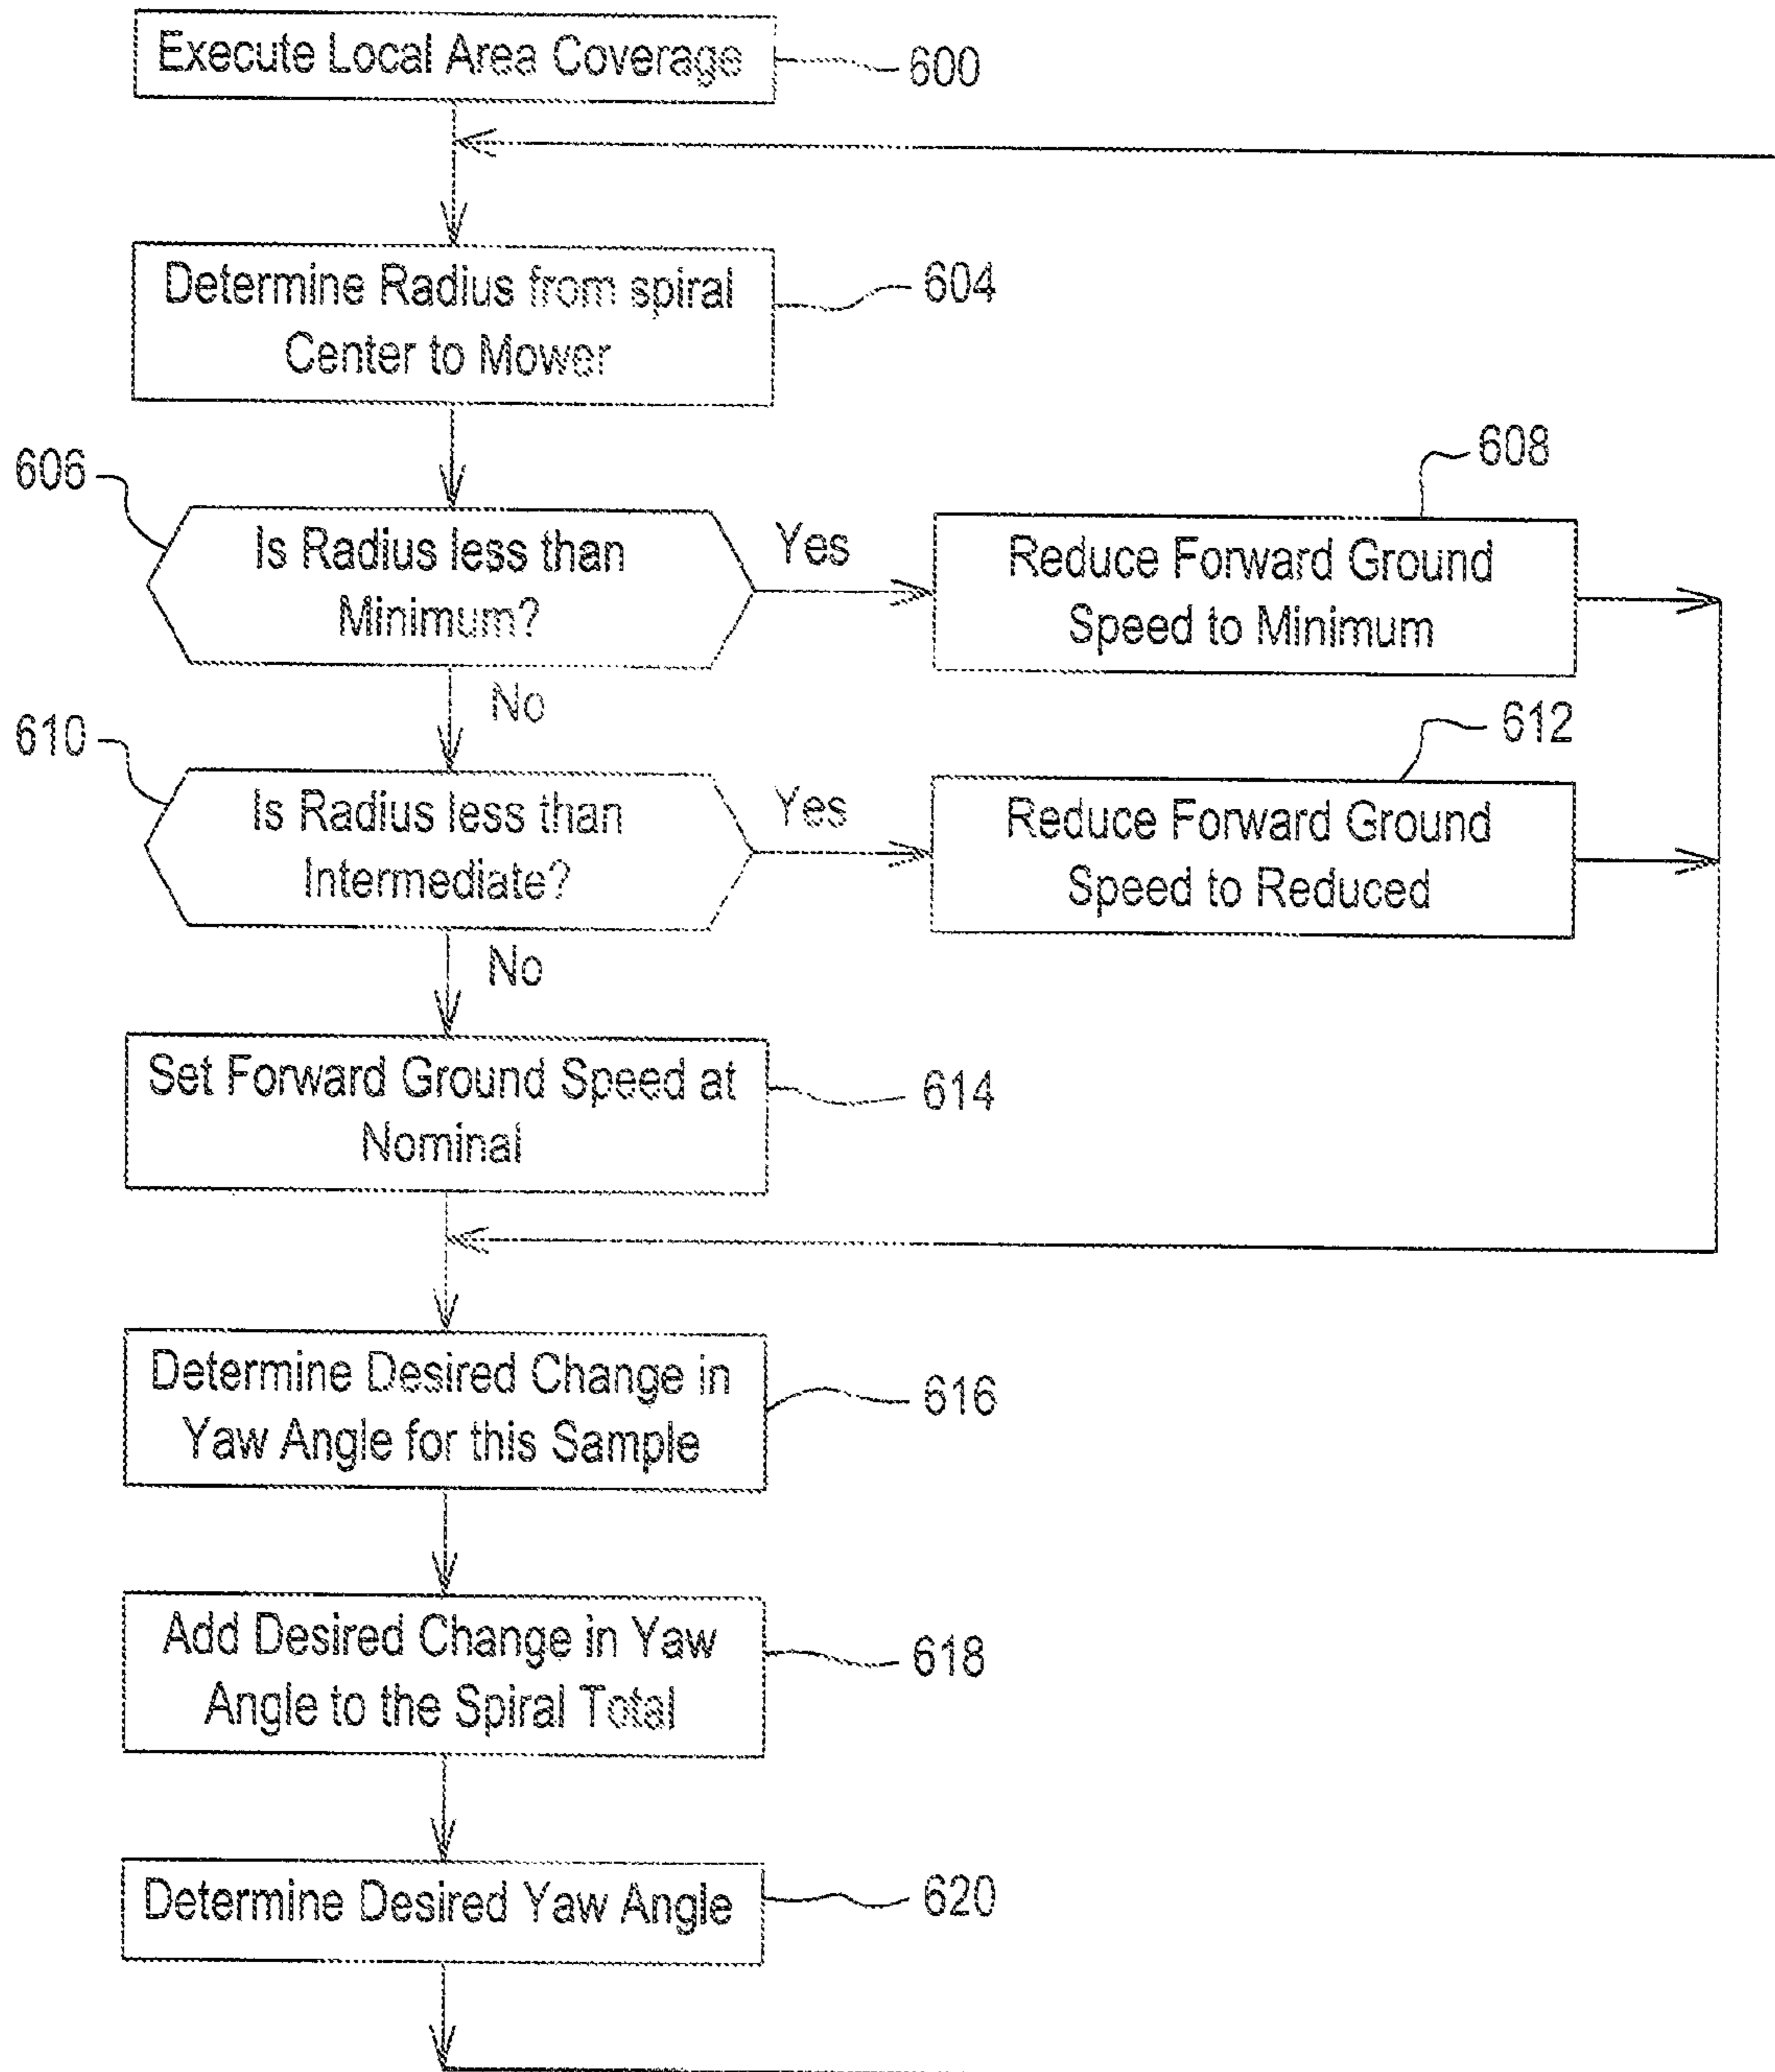 Execute Local Area Coverage
600
Determine Radius from spiral
Center to Mower
604
606
Is Radius less than
Minimum?
Yes
608
Reduce Forward Ground
Speed to Minimum
No
610
Is Radius less than
Intermediate?
Yes
612
Reduce Forward Ground
Speed to Reduced
No
Set Forward Ground Speed at
Nominal
614
Determine Desired Change in
Yaw Angle for this Sample
616
Add Desired Change in Yaw
Angle to the Spiral Total
618
Determine Desired Yaw Angle
620